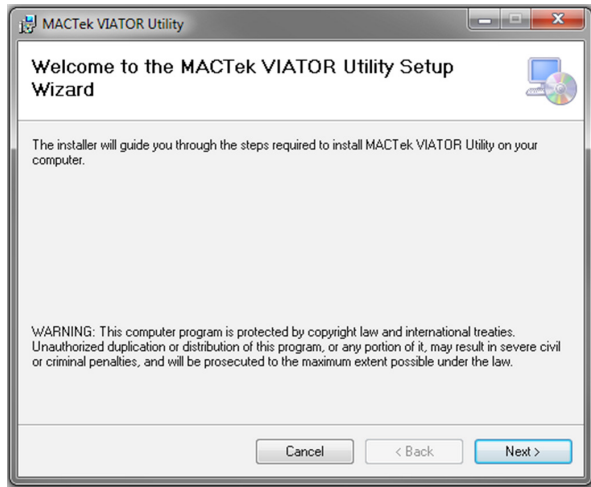 MACTek VIATOR Utility
Welcome to the MACTek VIATOR Utility Setup
Wizard
The installer will guide you through the steps required to install MACTek VIATOR Utility on your
computer.
WARNING: This computer program is protected by copyright law and international treaties.
Unauthorized duplication or distribution of this program, or any portion of it, may result in severe civil
or criminal penalties, and will be prosecuted to the maximum extent possible under the law.
Cancel < Back Next >